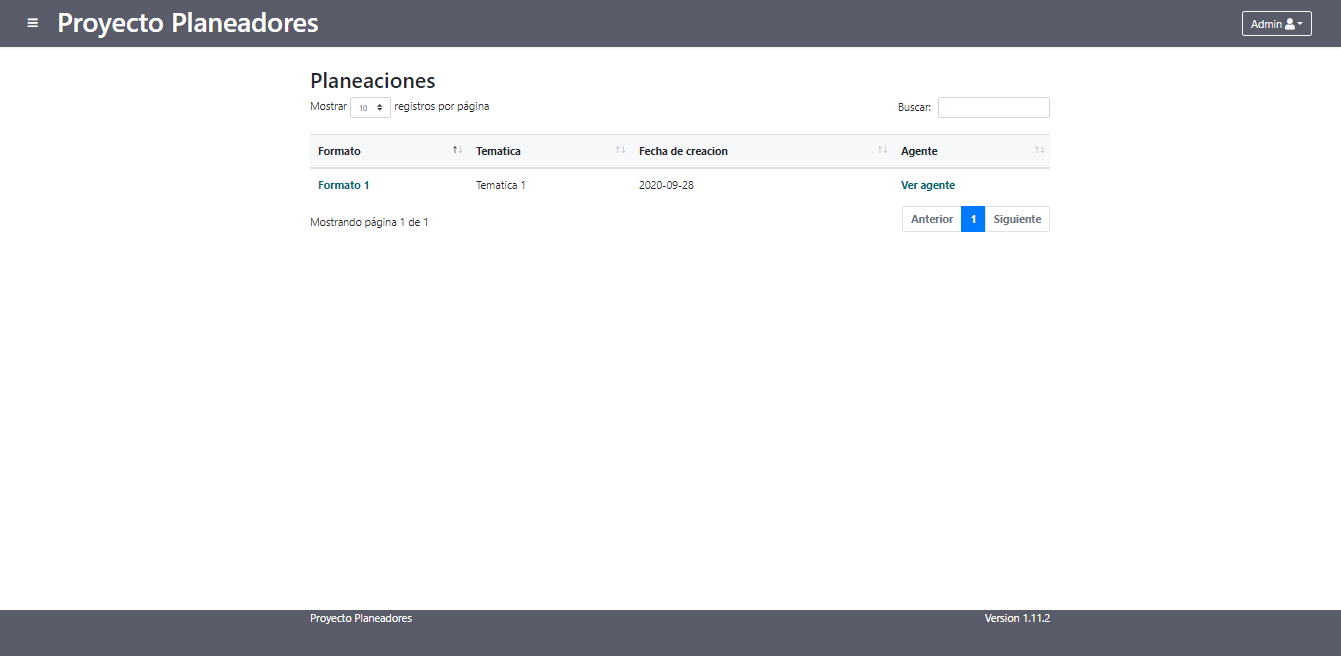 Proyecto Planeadores
Admin
Planeaciones
Mostrar 10 registros por página
Buscar:
Formato Tematica Fecha de creacion Agente
Formato 1 Tematica 1 2020-09-28 Ver agente
Mostrando página 1 de 1
Anterior 1 Siguiente
Proyecto Planeadores
Version 1.11.2